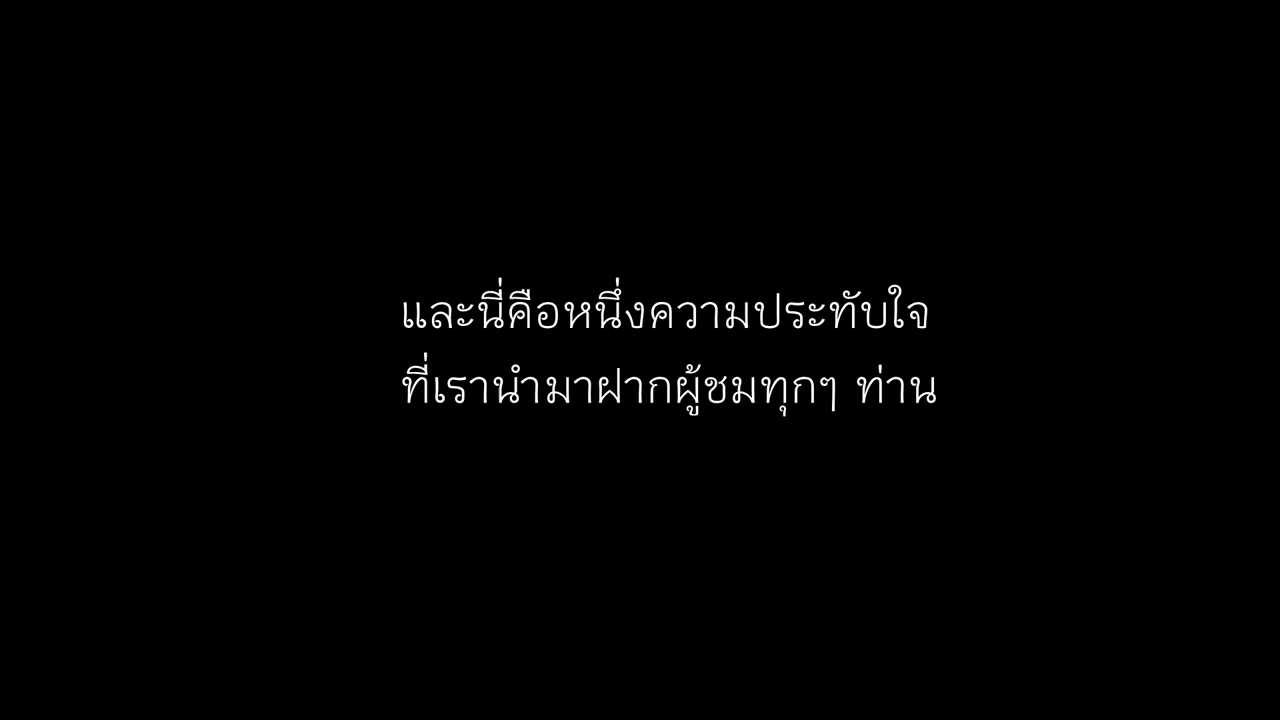 และนี่คือหนึ่งความประทับใจ
ที่เรานำมาฝากผู้ชมทุกๆ ท่าน